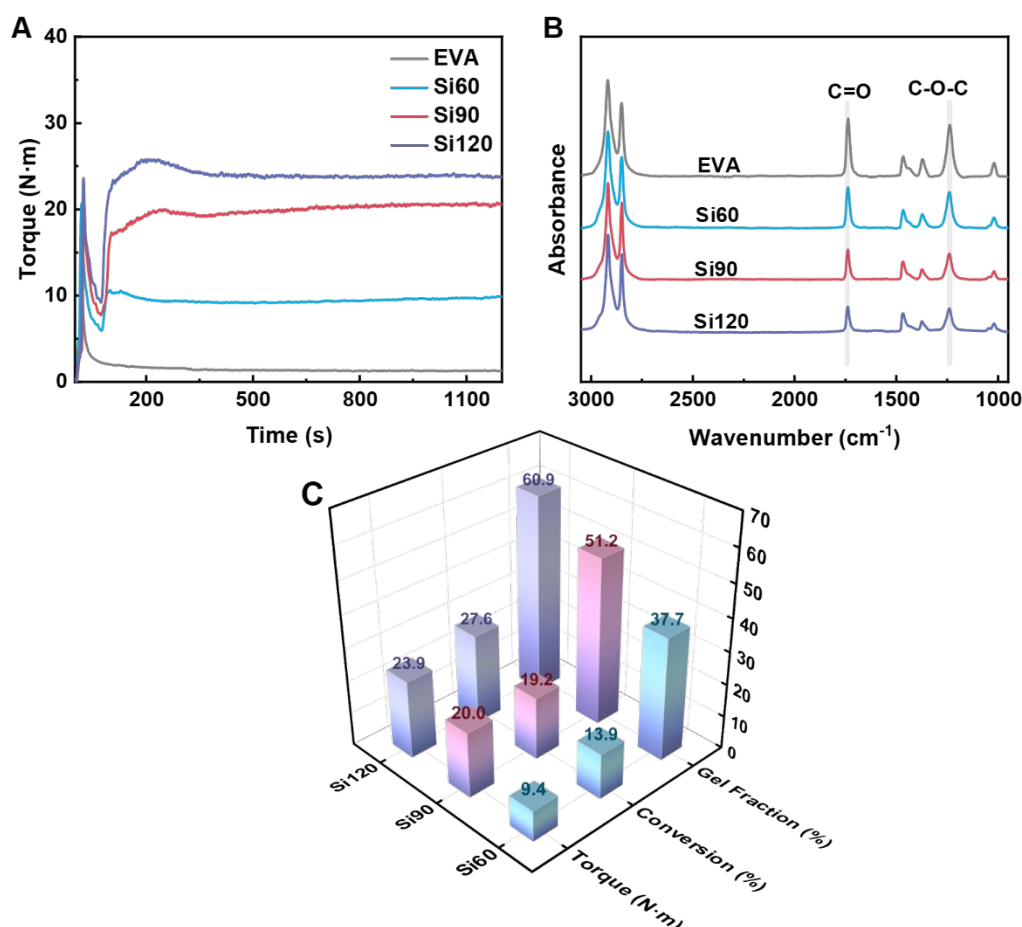 A
40
30
20
10
0
Torque (N·m)
EVA
Si60
Si90
Si120
200
500
800
1100
Time (s)
B
C=O
C-O-C
EVA
Si60
Si90
Si120
Absorbance
3000
2500
2000
1500
1000
Wavenumber (cm⁻¹)
C
60.9
51.2
37.7
27.6
19.2
13.9
23.9
20.0
9.4
70
60
50
40
30
20
10
0
Si120
Si90
Si60
Gel Fraction (%)
Conversion (%)
Torque (N·m)